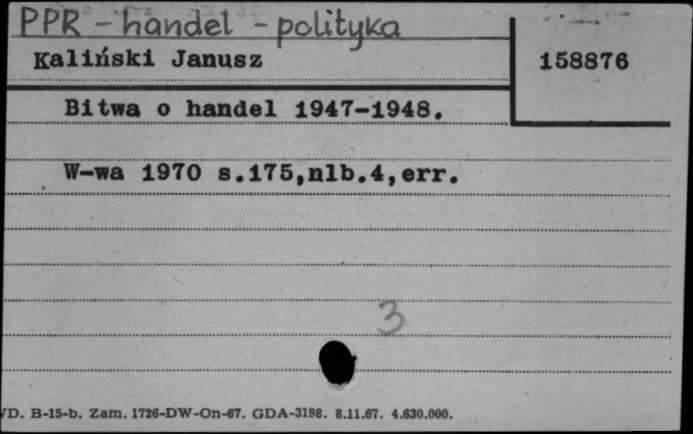 PPR - handel - polityka
Kaliński Janusz
158876
Bitwa o handel 1947-1948.
W-wa 1970 s.175,nlb.4,err.
3
VD. B-15-b. Zam. 1726-DW-On-67. GDA-3198. 8.11.67. 4.630.000.